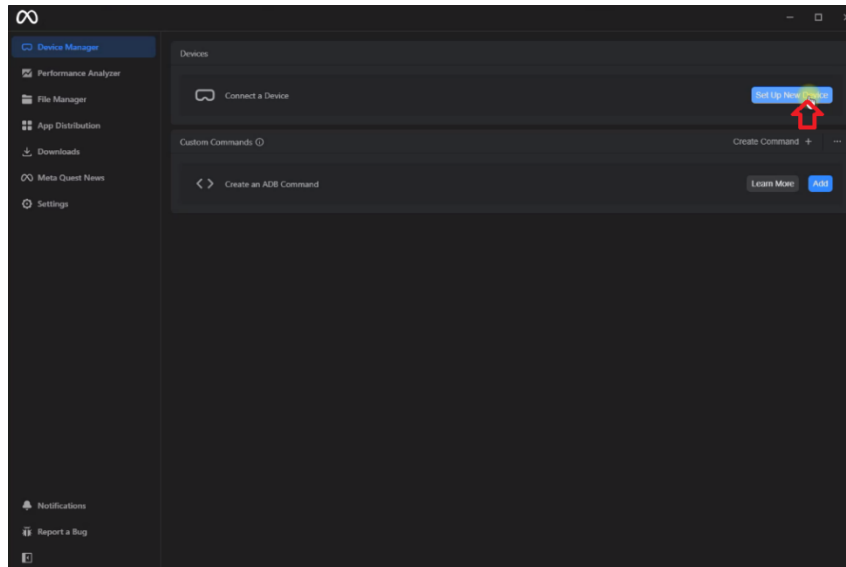 Device Manager
Performance Analyzer
File Manager
App Distribution
Downloads
Meta Quest News
Settings
Notifications
Report a Bug
Devices
Connect a Device
Set Up New Device
Custom Commands
Create Command +
Create an ADB Command
Learn More
Add